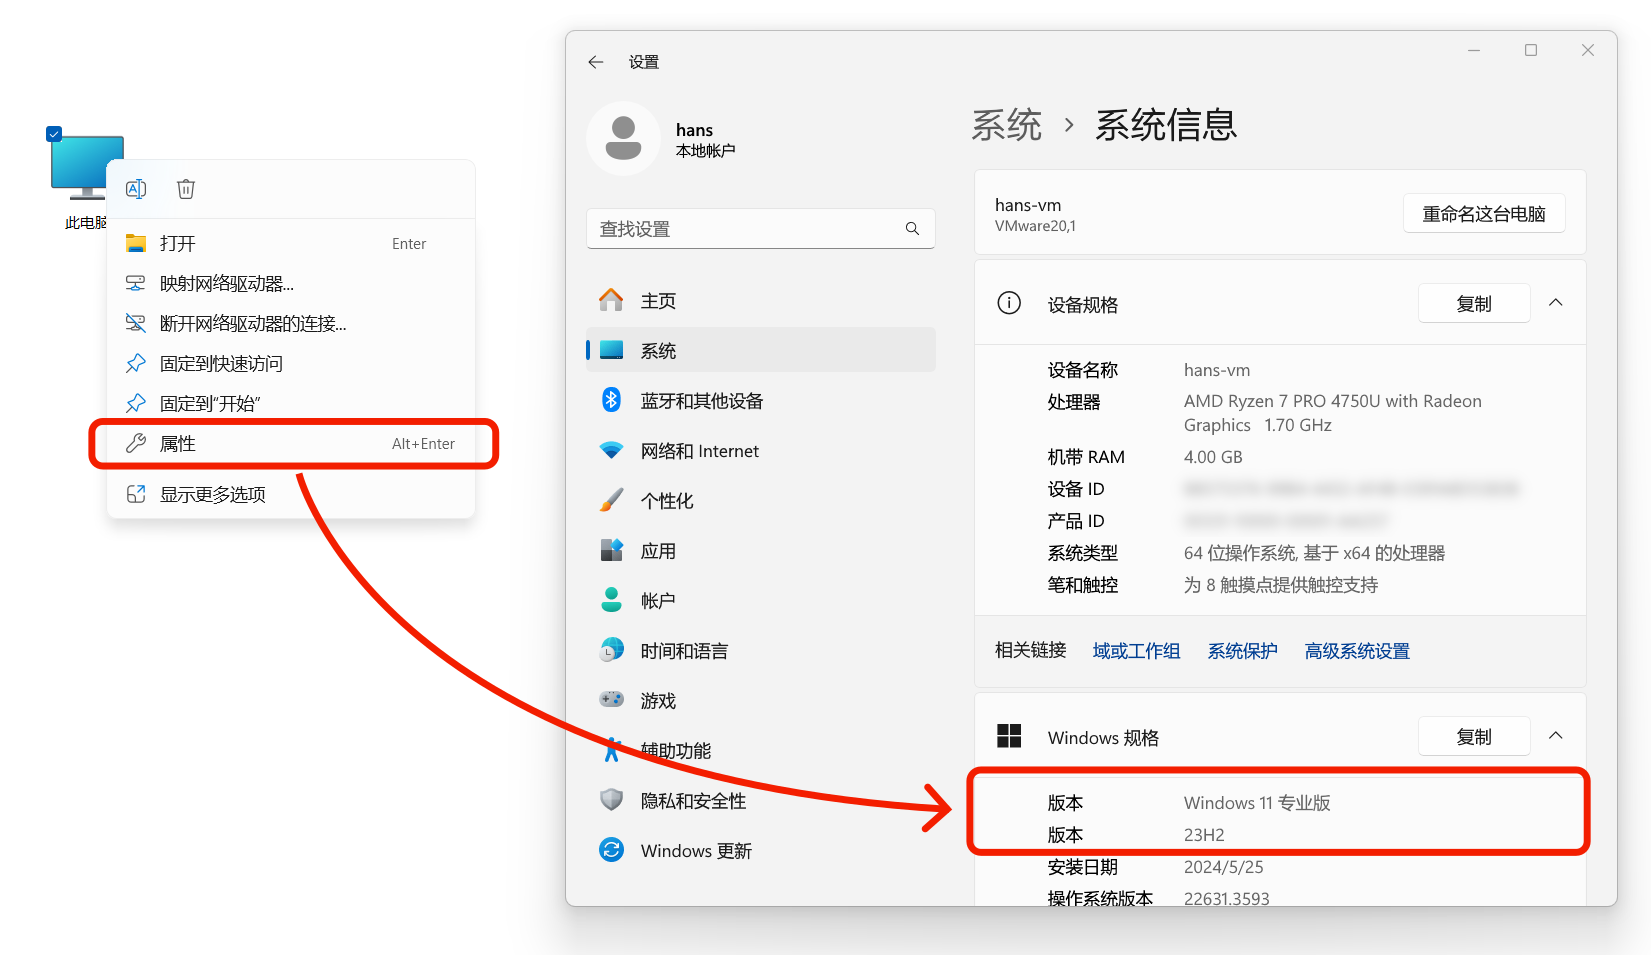 此电脑
打开 Enter
映射网络驱动器...
断开网络驱动器的连接...
固定到快速访问
固定到“开始”
属性 Alt+Enter
显示更多选项
设置
hans
本地帐户
查找设置
主页
系统
蓝牙和其他设备
网络和 Internet
个性化
应用
帐户
时间和语言
游戏
辅助功能
隐私和安全性
Windows 更新
系统 › 系统信息
hans-vm
VMware20,1
重命名这台电脑
设备规格
复制
设备名称 hans-vm
处理器 AMD Ryzen 7 PRO 4750U with Radeon
Graphics 1.70 GHz
机带 RAM 4.00 GB
设备 ID
产品 ID
系统类型 64 位操作系统, 基于 x64 的处理器
笔和触控 为 8 触摸点提供触控支持
相关链接 域或工作组 系统保护 高级系统设置
Windows 规格
复制
版本 Windows 11 专业版
版本 23H2
安装日期 2024/5/25
操作系统版本 22631.3593